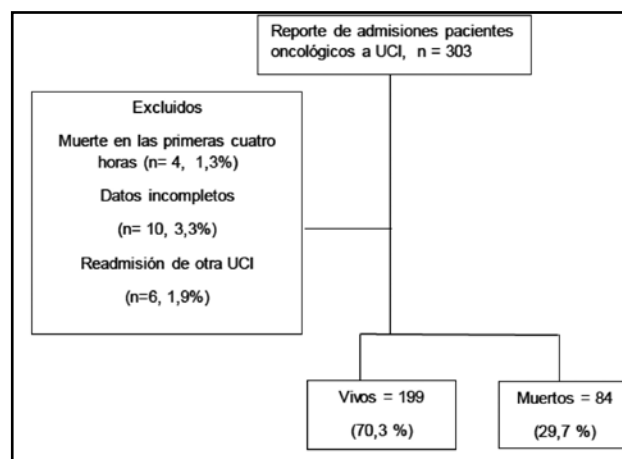 Reporte de admisiones pacientes
oncológicos a UCI, n = 303
Excluidos
Muerte en las primeras cuatro
horas (n= 4, 1,3%)
Datos incompletos
(n= 10, 3,3%)
Readmisión de otra UCI
(n=6, 1,9%)
Vivos = 199
(70,3 %)
Muertos = 84
(29,7 %)